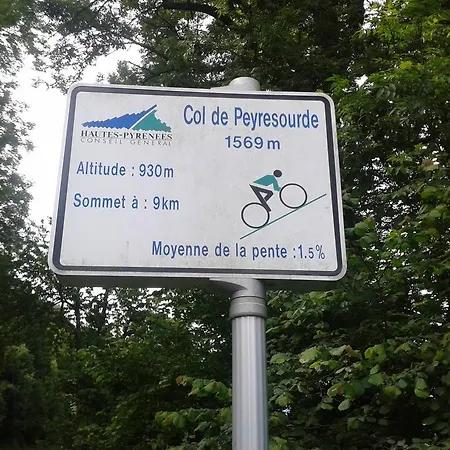 Col de Peyresourde
1569 m
HAUTES-PYRENEES
CONSEIL GENERAL
Altitude : 930m
Sommet à : 9km
Moyenne de la pente :1.5%